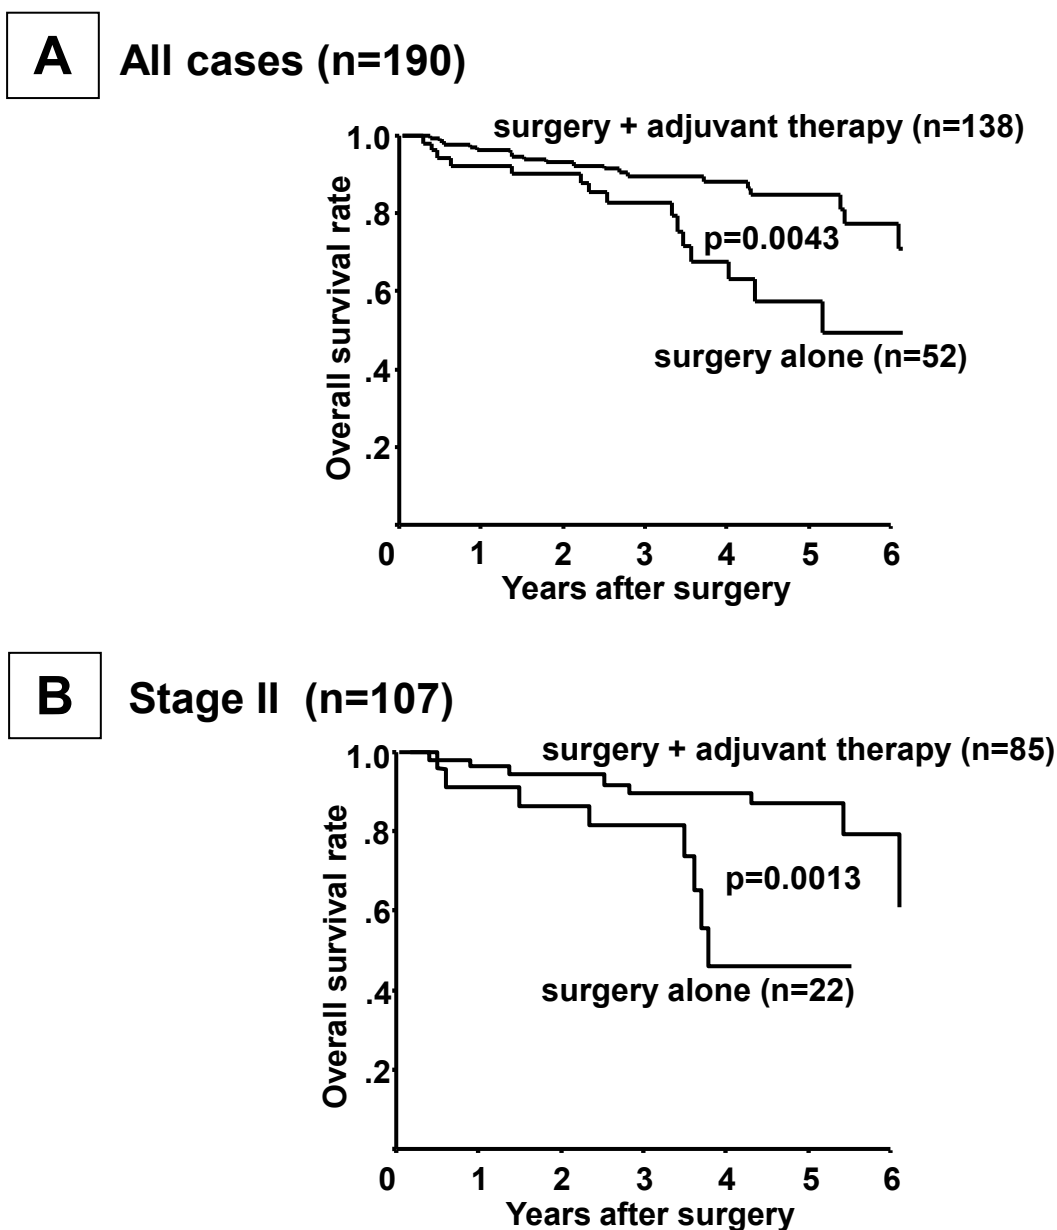 A All cases (n=190)
surgery + adjuvant therapy (n=138)
1.0
.8
p=0.0043
.6
surgery alone (n=52)
.4
.2
Overall survival rate
0 1 2 3 4 5 6
Years after surgery
B Stage II (n=107)
surgery + adjuvant therapy (n=85)
1.0
.8
p=0.0013
.6
surgery alone (n=22)
.4
.2
Overall survival rate
0 1 2 3 4 5 6
Years after surgery